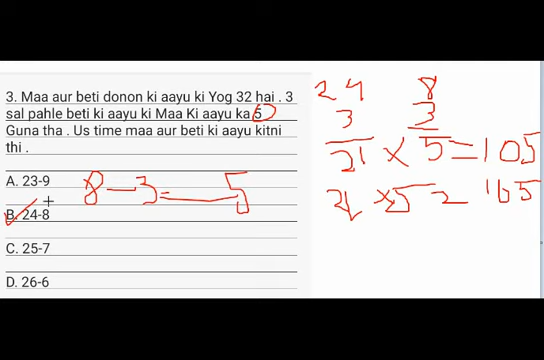 3. Maa aur beti donon ki aayu ki Yog 32 hai . 3
sal pahle beti ki aayu ki Maa Ki aayu ka 5
Guna tha . Us time maa aur beti ki aayu kitni
thi .
A. 23-9
B. 24-8
C. 25-7
D. 26-6
8 - 3 = 5
24 8
3 3
21 × 5 = 105
21 × 5 = 105